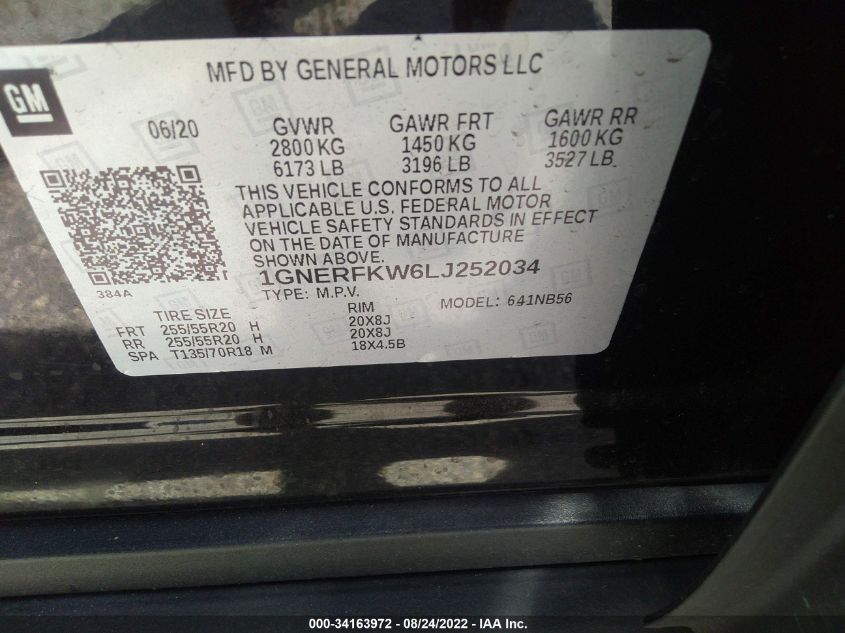 GM
MFD BY GENERAL MOTORS LLC
06/20 GVWR GAWR FRT GAWR RR
2800 KG 1450 KG 1600 KG
6173 LB 3196 LB 3527 LB
THIS VEHICLE CONFORMS TO ALL
APPLICABLE U.S. FEDERAL MOTOR
VEHICLE SAFETY STANDARDS IN EFFECT
ON THE DATE OF MANUFACTURE
SHOWN ABOVE.
1GNERFKW6LJ252034
384A
TYPE: M.P.V. MODEL: 641NB56
TIRE SIZE RIM
FRT 255/55R20 H 20X8J
RR 255/55R20 H 20X8J
SPA T135/70R18 M 18X4.5B
000-34163972 - 08/24/2022 - IAA Inc.